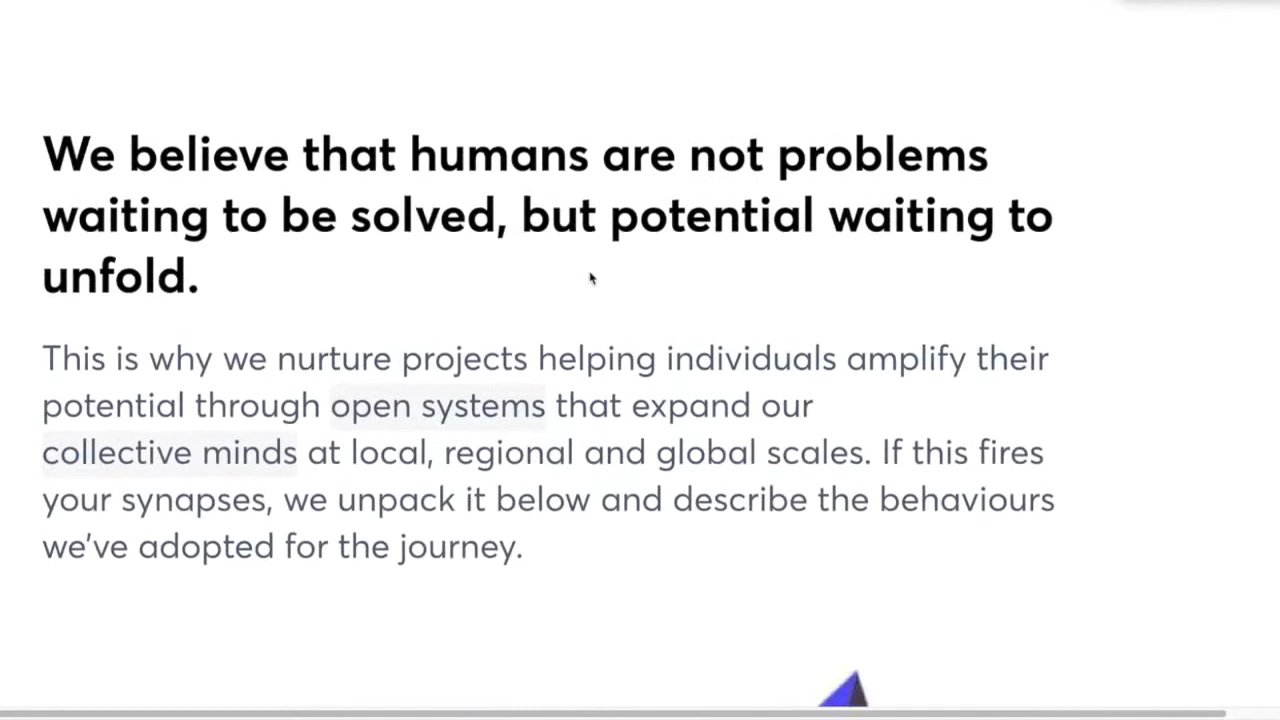 We believe that humans are not problems
waiting to be solved, but potential waiting to
unfold.
This is why we nurture projects helping individuals amplify their
potential through open systems that expand our
collective minds at local, regional and global scales. If this fires
your synapses, we unpack it below and describe the behaviours
we’ve adopted for the journey.